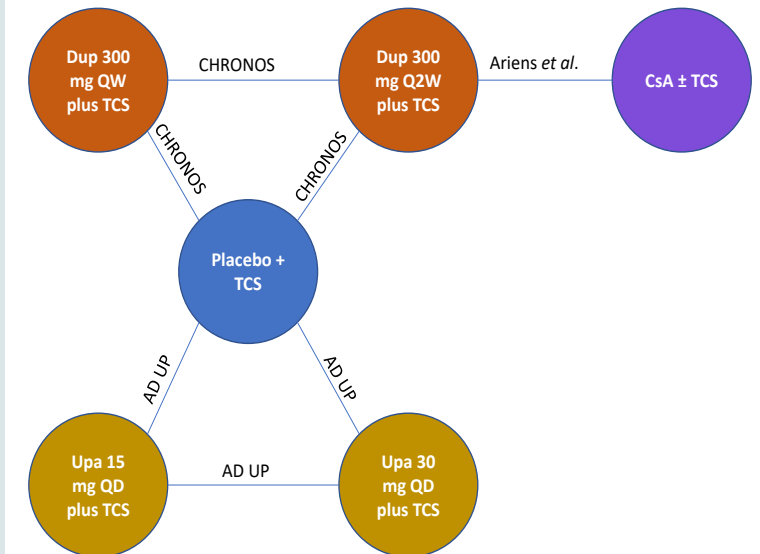 Dup 300
mg QW
plus TCS
CHRONOS
Dup 300
mg Q2W
plus TCS
Ariens et al.
CsA ± TCS
CHRONOS
CHRONOS
Placebo +
TCS
AD UP
AD UP
Upa 15
mg QD
plus TCS
AD UP
Upa 30
mg QD
plus TCS